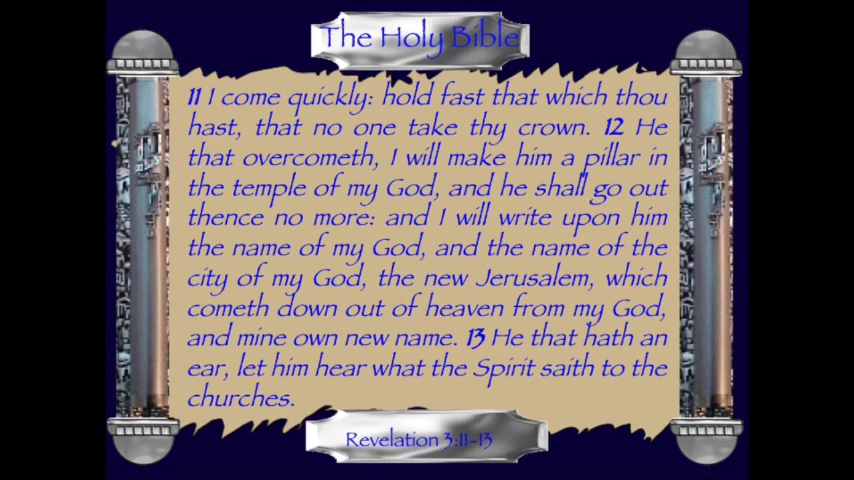 The Holy Bible
11 I come quickly: hold fast that which thou
hast, that no one take thy crown. 12 He
that overcometh, I will make him a pillar in
the temple of my God, and he shall go out
thence no more: and I will write upon him
the name of my God, and the name of the
city of my God, the new Jerusalem, which
cometh down out of heaven from my God,
and mine own new name. 13 He that hath an
ear, let him hear what the Spirit saith to the
churches.
Revelation 3:11-13